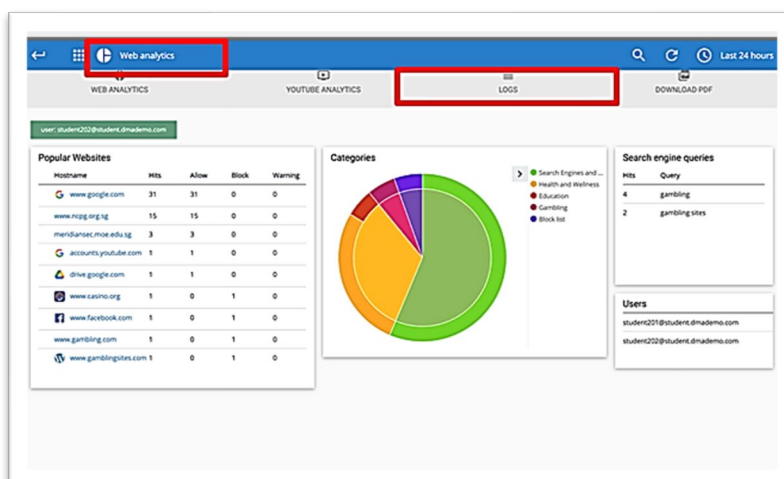 Web analytics
Last 24 hours
WEB ANALYTICS
YOUTUBE ANALYTICS
LOGS
DOWNLOAD PDF
user: student202@student.dmademo.com
Popular Websites
Hostname Hits Allow Block Warning
www.google.com 31 31 0 0
www.ncpg.org.sg 15 15 0 0
meridiansec.moe.edu.sg 3 3 0 0
accounts.youtube.com 1 1 0 0
drive.google.com 1 1 0 0
www.casino.org 1 0 1 0
www.facebook.com 1 0 1 0
www.gambling.com 1 0 1 0
www.gamblingsites.com 1 0 1 0
Categories
Search Engines and ...
Health and Wellness
Education
Gambling
Block list
Search engine queries
Hits Query
4 gambling
2 gambling sites
Users
student201@student.dmademo.com
student202@student.dmademo.com